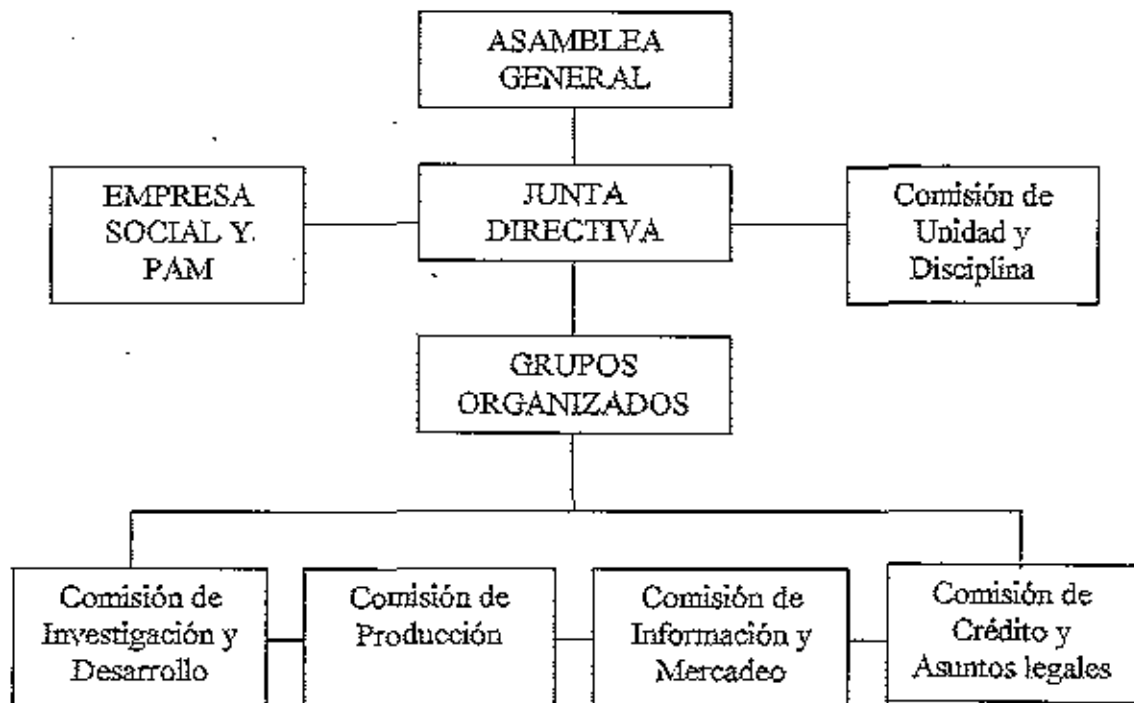 ASAMBLEA
GENERAL
EMPRESA
SOCIAL Y.
PAM
JUNTA
DIRECTIVA
Comisión de
Unidad y
Disciplina
GRUPOS
ORGANIZADOS
Comisión de
Investigación y
Desarrollo
Comisión de
Producción
Comisión de
Información y
Mercadeo
Comisión de
Crédito y
Asuntos legales